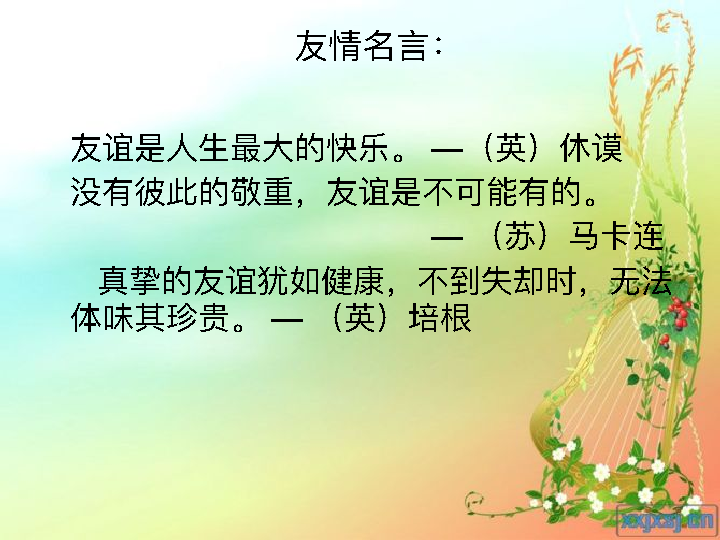 友情名言：
友谊是人生最大的快乐。 —（英）休谟
没有彼此的敬重，友谊是不可能有的。
— （苏）马卡连
真挚的友谊犹如健康，不到失却时，无法
体味其珍贵。 — （英）培根